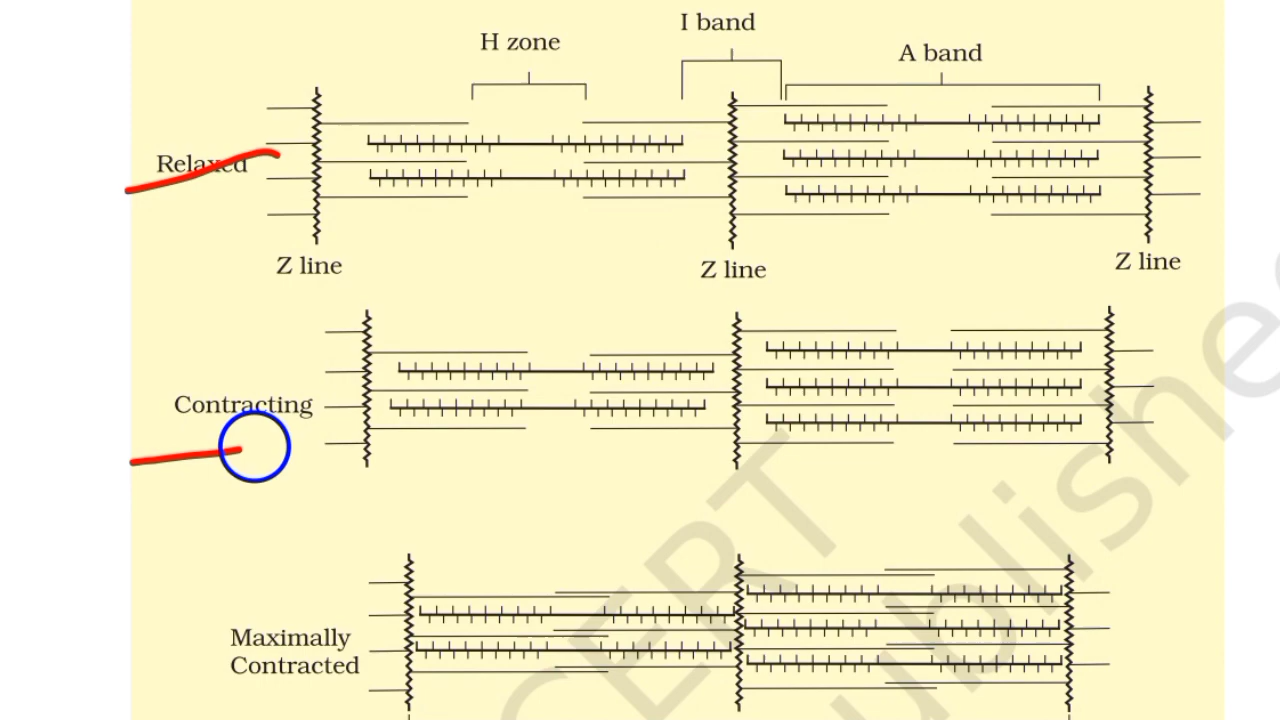 I band
H zone
A band
Relaxed
Z line
Z line
Z line
Contracting
Maximally
Contracted